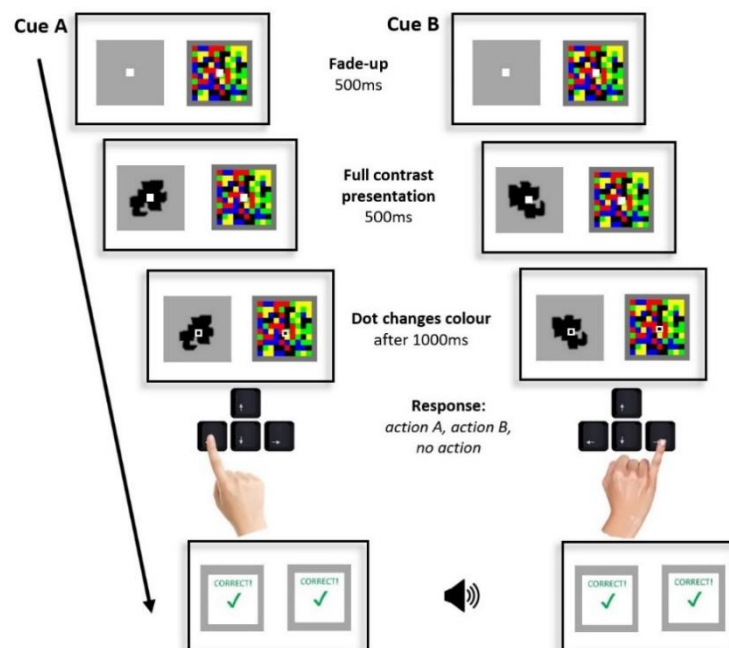 Cue A
Cue B
Fade-up
500ms
Full contrast
presentation
500ms
Dot changes colour
after 1000ms
Response:
action A, action B,
no action
CORRECT!
CORRECT!
CORRECT!
CORRECT!